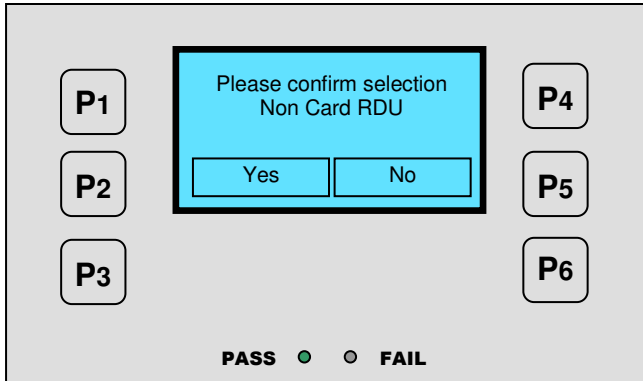 P1
P2
P3
Please confirm selection
Non Card RDU
Yes No
P4
P5
P6
PASS FAIL